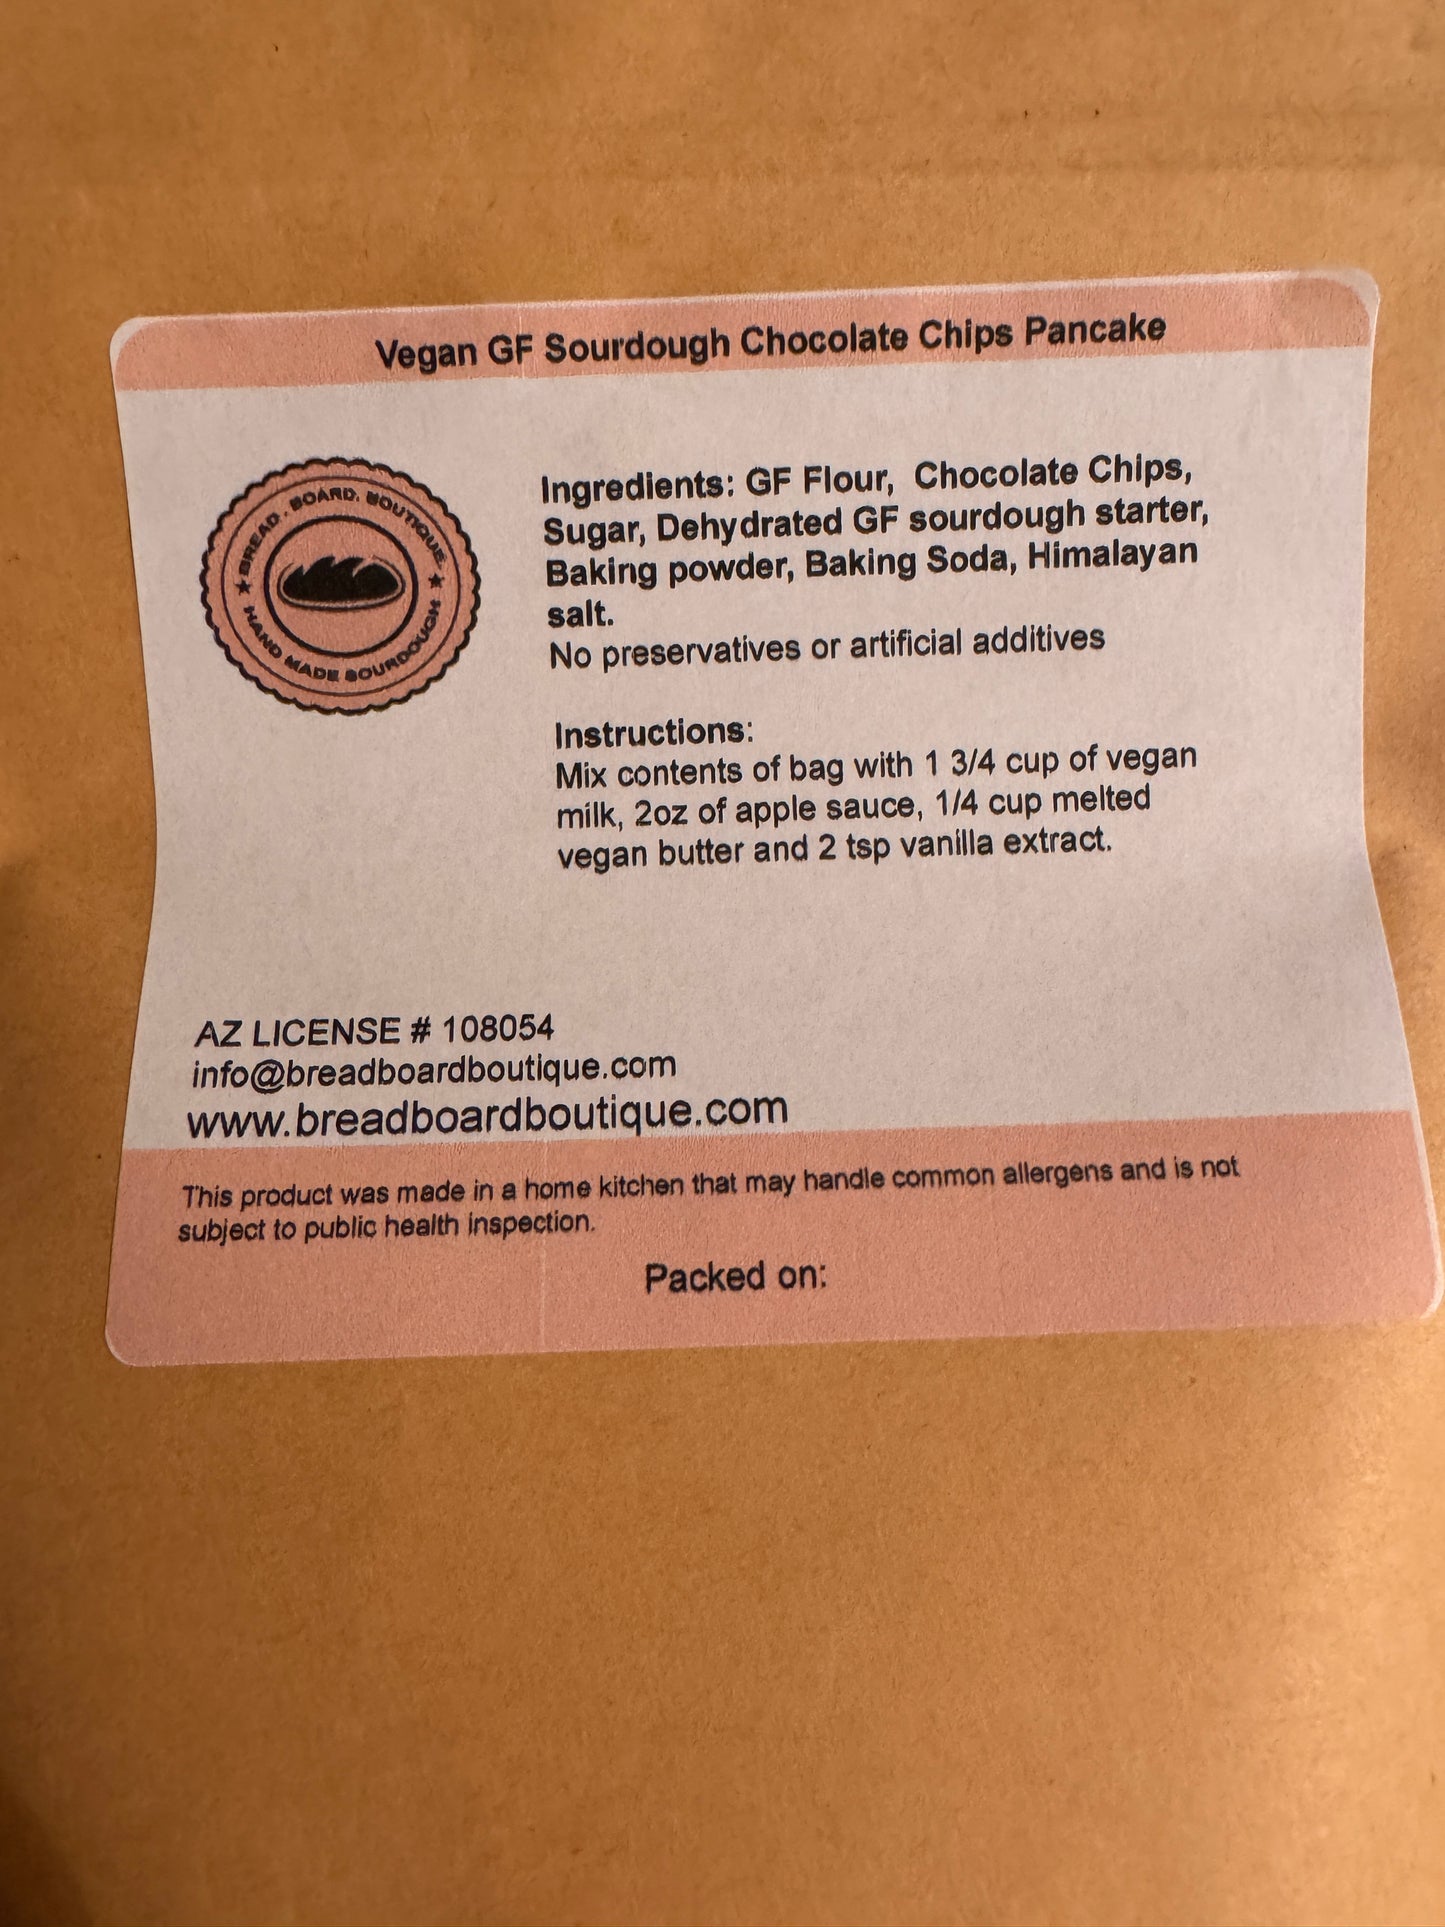 Vegan GF Sourdough Chocolate Chips Pancake
BREAD. BOARD. BOUTIQUE.
HAND MADE SOURDOUGH
Ingredients: GF Flour, Chocolate Chips,
Sugar, Dehydrated GF sourdough starter,
Baking powder, Baking Soda, Himalayan
salt.
No preservatives or artificial additives
Instructions:
Mix contents of bag with 1 3/4 cup of vegan
milk, 2oz of apple sauce, 1/4 cup melted
vegan butter and 2 tsp vanilla extract.
AZ LICENSE # 108054
info@breadboardboutique.com
www.breadboardboutique.com
This product was made in a home kitchen that may handle common allergens and is not
subject to public health inspection.
Packed on: